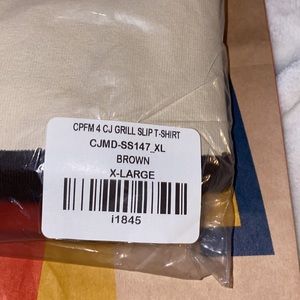 CPFM 4 CJ GRILL SLIP T-SHIRT
CJMD-SS147_XL
BROWN
X-LARGE
i1845